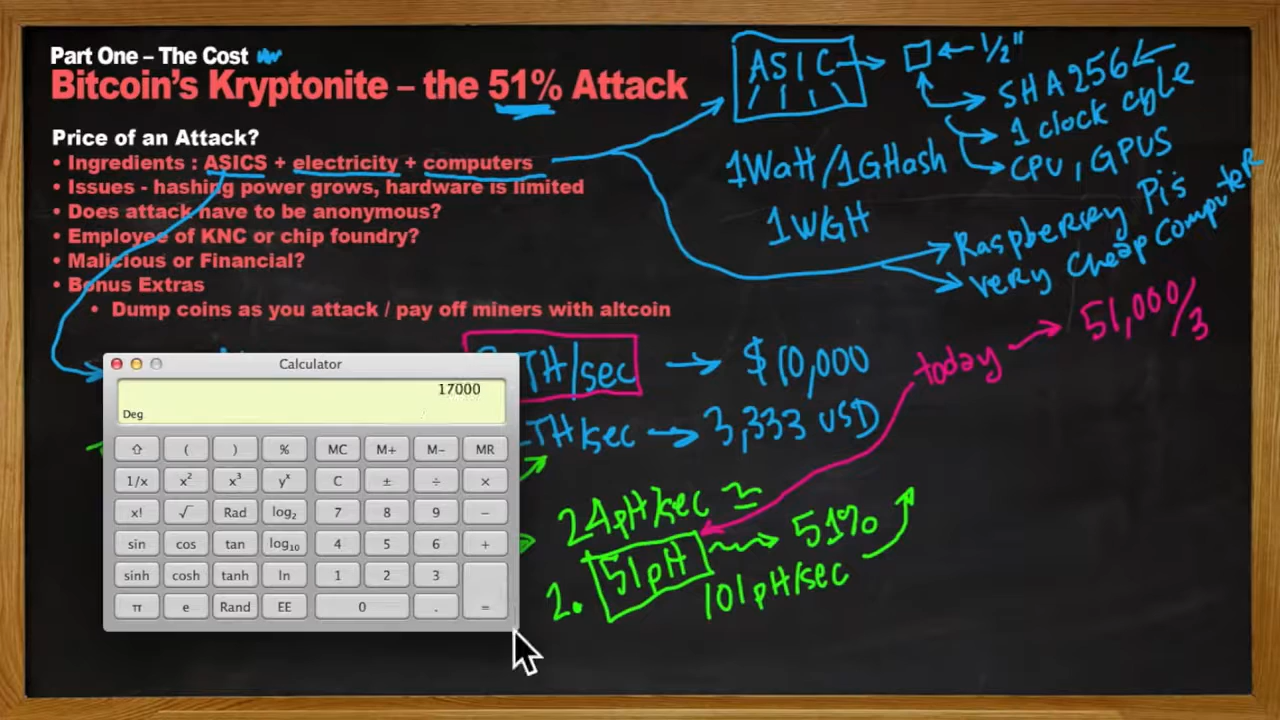 Part One – The Cost
Bitcoin's Kryptonite – the 51% Attack
Price of an Attack?
• Ingredients : ASICS + electricity + computers
• Issues - hashing power grows, hardware is limited
• Does attack have to be anonymous?
• Employee of KNC or chip foundry?
• Malicious or Financial?
• Bonus Extras
• Dump coins as you attack / pay off miners with altcoin
ASIC
1/2"
SHA256
1 clock cycle
CPU, GPUS
1Watt/1GHash
1W/GH
Raspberry Pis
very cheap computer
TH/sec → $10,000
TH/sec → 3,333 USD
today → 51,000/3
24pH/sec ≃
2. 51pH 51%
101pH/sec
Calculator
17000
Deg
( ) % MC M+ M– MR
1/x x² x³ yˣ C ± ÷ ×
x! √ Rad log₂ 7 8 9 –
sin cos tan log₁₀ 4 5 6 +
sinh cosh tanh ln 1 2 3
π e Rand EE 0 . =